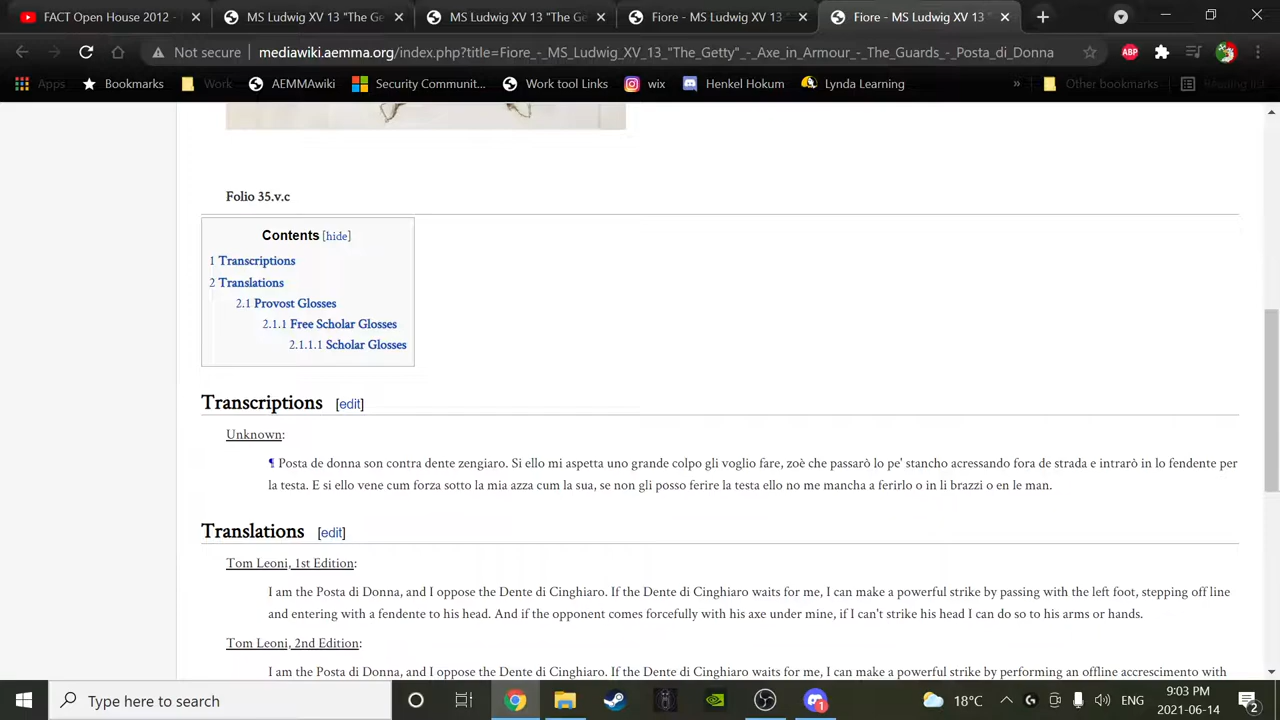 FACT Open House 2012 -
MS Ludwig XV 13 "The Ge
MS Ludwig XV 13 "The Ge
Fiore - MS Ludwig XV 13 "
Fiore - MS Ludwig XV 13 "
Not secure mediawiki.aemma.org/index.php?title=Fiore_-_MS_Ludwig_XV_13_"The_Getty"_-_Axe_in_Armour_-_The_Guards_-_Posta_di_Donna
ABP
Apps Bookmarks Work AEMMAwiki Security Communit... Work tool Links wix Henkel Hokum Lynda Learning » Other bookmarks Reading list
Folio 35.v.c
Contents [hide]
1 Transcriptions
2 Translations
2.1 Provost Glosses
2.1.1 Free Scholar Glosses
2.1.1.1 Scholar Glosses
Transcriptions [edit]
Unknown:
¶ Posta de donna son contra dente zengiaro. Si ello mi aspetta uno grande colpo gli voglio fare, zoè che passarò lo pe' stancho acressando fora de strada e intrarò in lo fendente per
la testa. E si ello vene cum forza sotto la mia azza cum la sua, se non gli posso ferire la testa ello no me mancha a ferirlo o in li brazzi o en le man.
Translations [edit]
Tom Leoni, 1st Edition:
I am the Posta di Donna, and I oppose the Dente di Cinghiaro. If the Dente di Cinghiaro waits for me, I can make a powerful strike by passing with the left foot, stepping off line
and entering with a fendente to his head. And if the opponent comes forcefully with his axe under mine, if I can't strike his head I can do so to his arms or hands.
Tom Leoni, 2nd Edition:
I am the Posta di Donna, and I oppose the Dente di Cinghiaro. If the Dente di Cinghiaro waits for me, I can make a powerful strike by performing an offline accrescimento with
Type here to search
1
18°C
ENG
9:03 PM
2021-06-14
2